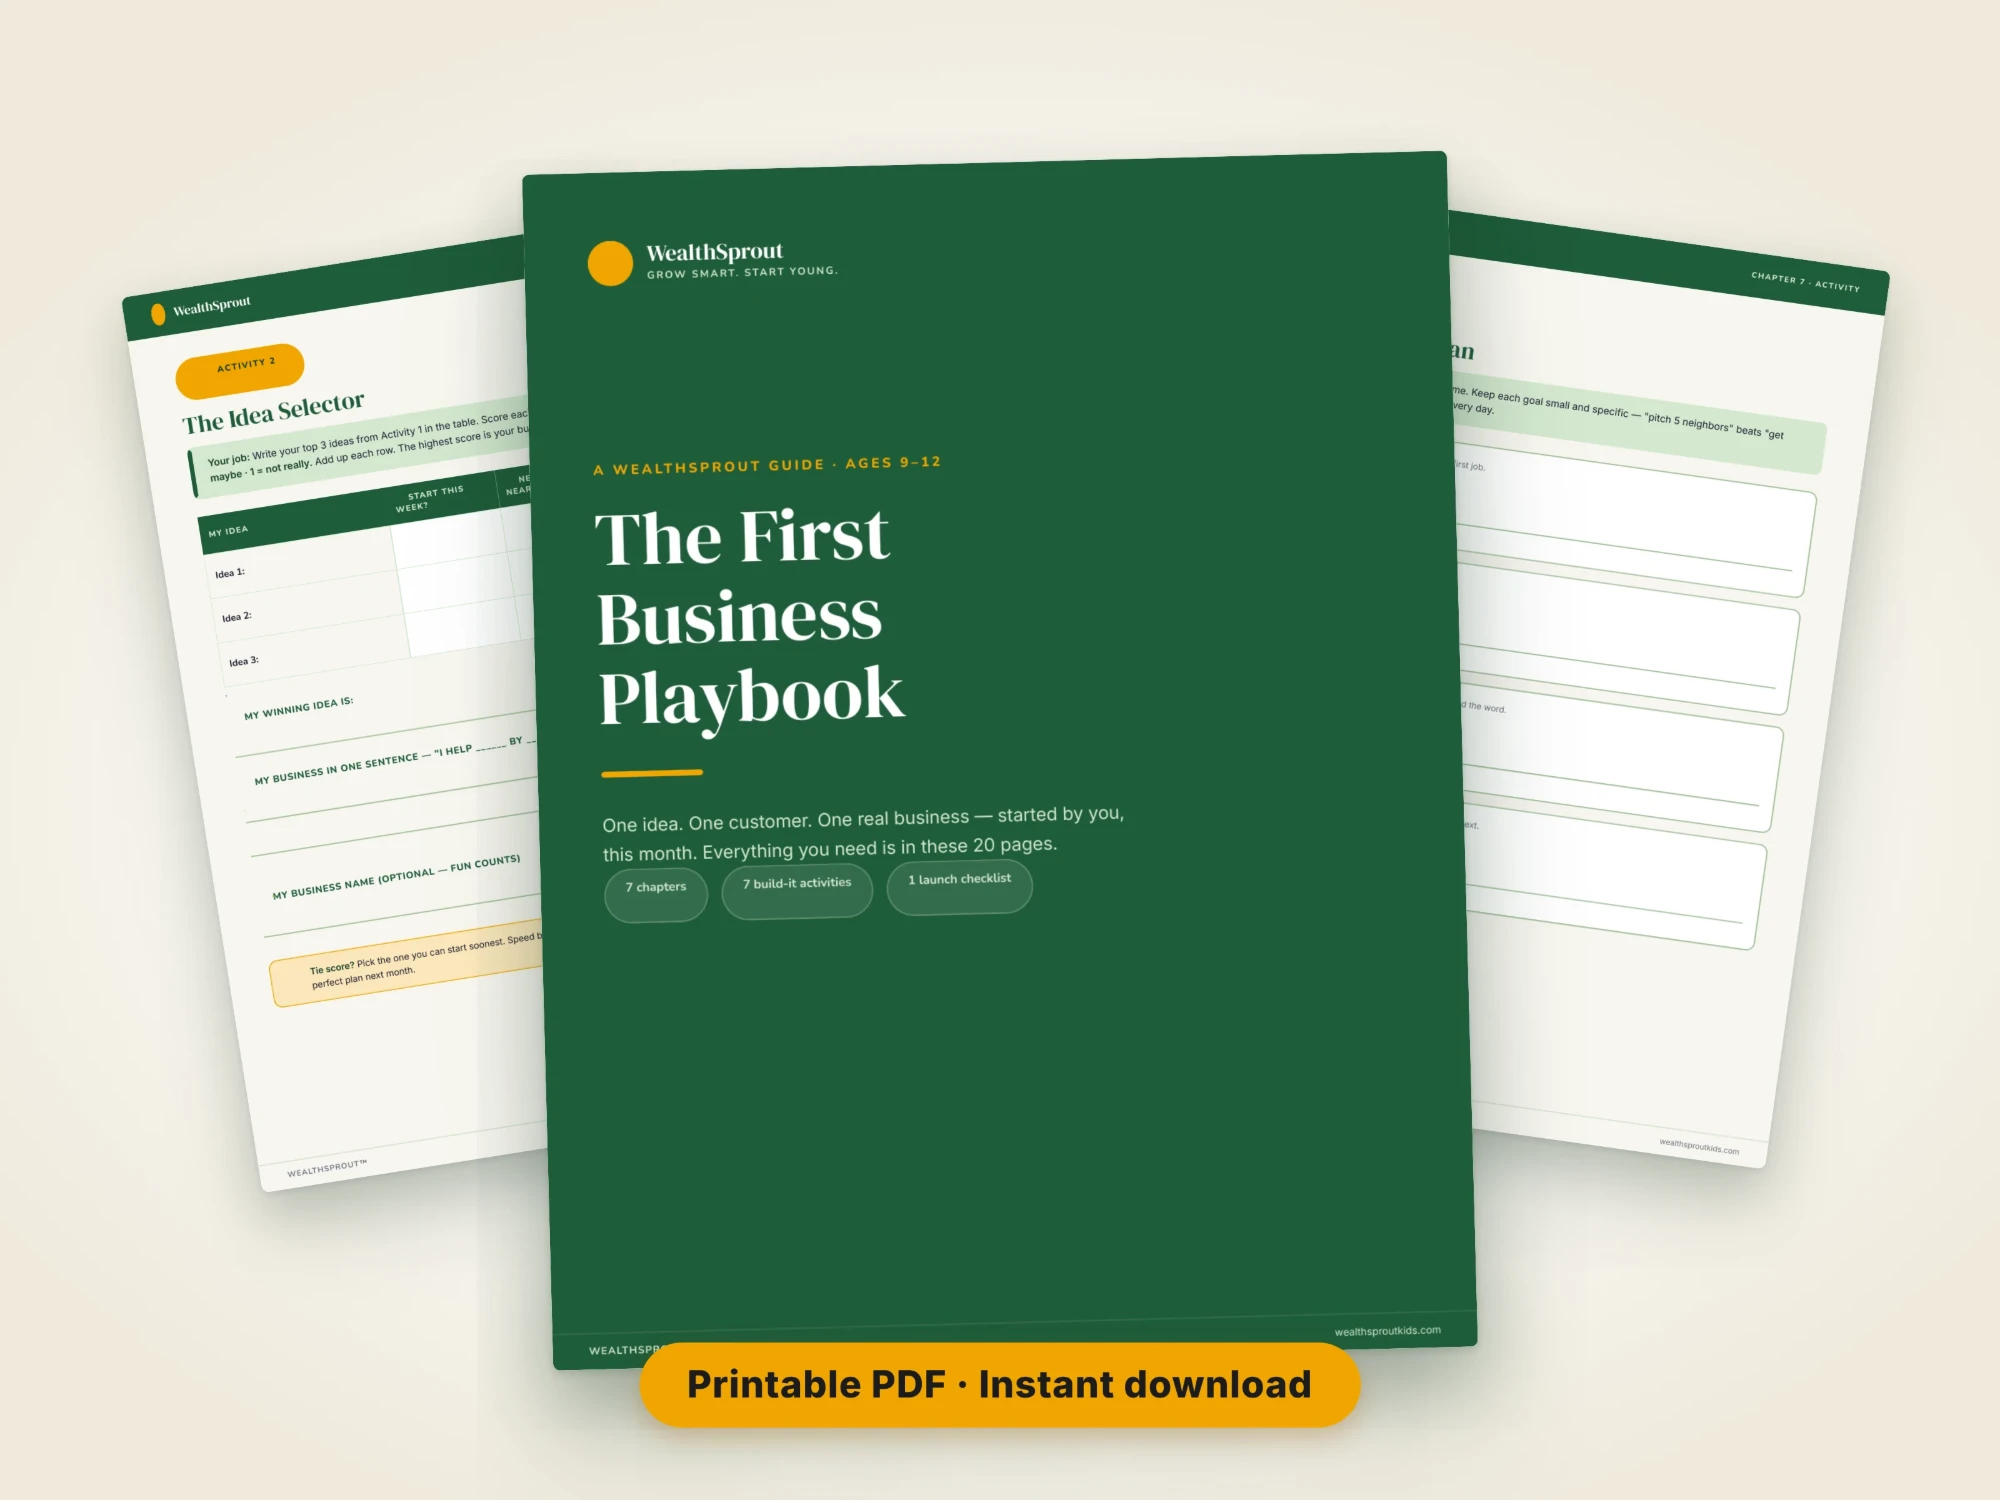 WealthSprout
ACTIVITY 2
The Idea Selector
Your job: Write your top 3 ideas from Activity 1 in the table. Score eac
maybe · 1 = not really. Add up each row. The highest score is your bu
MY IDEA
START THIS
WEEK?
NE
NEAR
Idea 1:
Idea 2:
Idea 3:
MY WINNING IDEA IS:
MY BUSINESS IN ONE SENTENCE — "I HELP ______ BY __
MY BUSINESS NAME (OPTIONAL — FUN COUNTS)
Tie score? Pick the one you can start soonest. Speed b
perfect plan next month.
WEALTHSPROUT™
WealthSprout
GROW SMART. START YOUNG.
A WEALTHSPROUT GUIDE · AGES 9–12
The First
Business
Playbook
One idea. One customer. One real business — started by you,
this month. Everything you need is in these 20 pages.
7 chapters
7 build-it activities
1 launch checklist
WEALTHSPR
wealthsproutkids.com
CHAPTER 7 · ACTIVITY
an
me. Keep each goal small and specific — "pitch 5 neighbors" beats "get
very day.
first job.
d the word.
ext.
wealthsproutkids.com
Printable PDF · Instant download